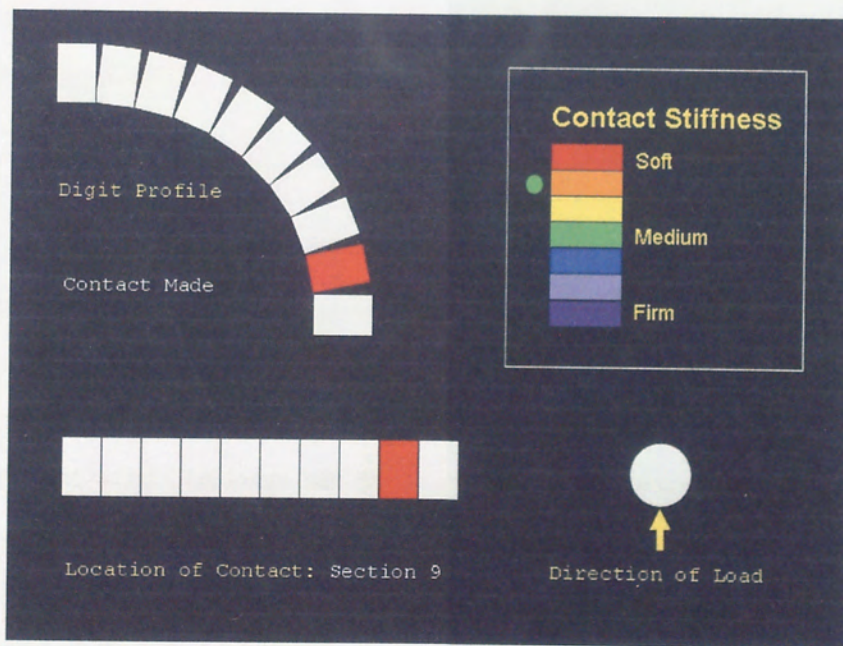 Digit Profile
Contact Made
Contact Stiffness
Soft
Medium
Firm
Location of Contact: Section 9
Direction of Load